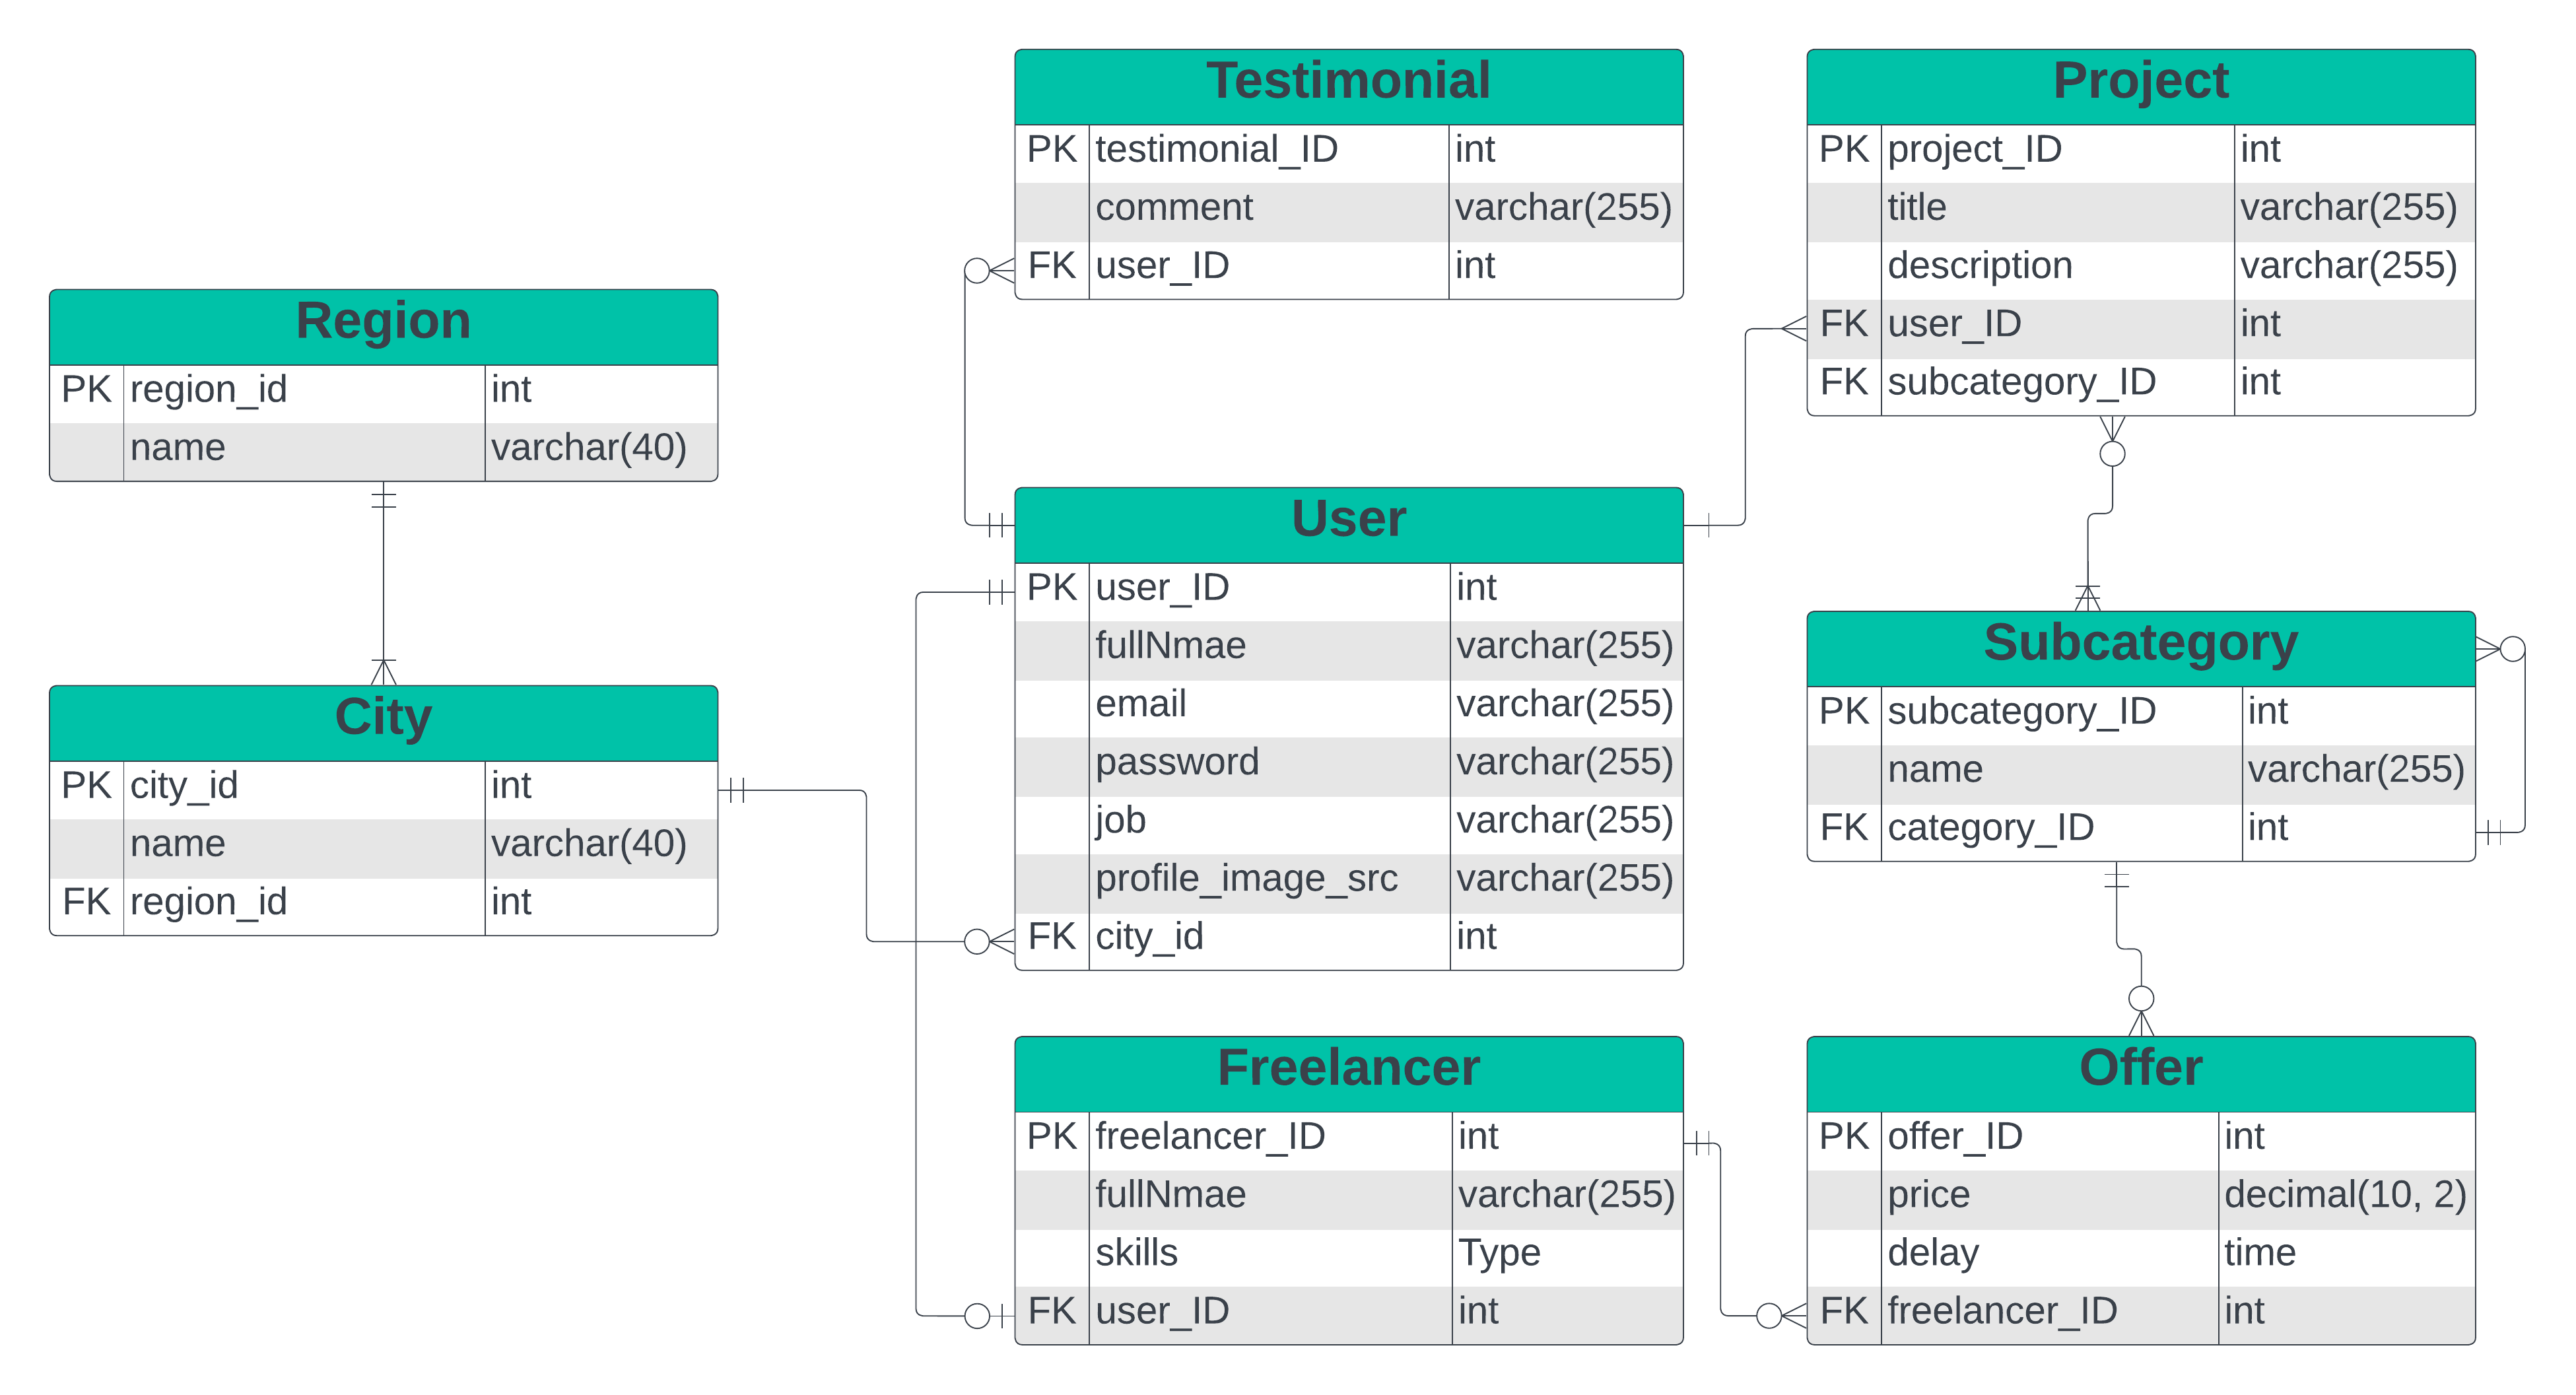 Testimonial
PK testimonial_ID int
comment varchar(255)
FK user_ID int
Project
PK project_ID int
title varchar(255)
description varchar(255)
FK user_ID int
FK subcategory_ID int
Region
PK region_id int
name varchar(40)
City
PK city_id int
name varchar(40)
FK region_id int
User
PK user_ID int
fullNmae varchar(255)
email varchar(255)
password varchar(255)
job varchar(255)
profile_image_src varchar(255)
FK city_id int
Subcategory
PK subcategory_ID int
name varchar(255)
FK category_ID int
Freelancer
PK freelancer_ID int
fullNmae varchar(255)
skills Type
FK user_ID int
Offer
PK offer_ID int
price decimal(10, 2)
delay time
FK freelancer_ID int